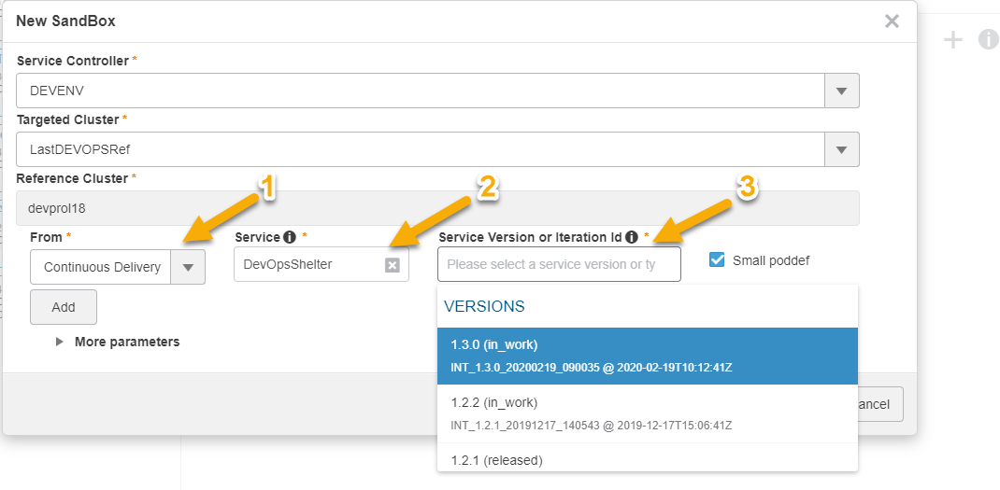 New SandBox
Service Controller *
DEVENV
Targeted Cluster *
LastDEVOPSRef
Reference Cluster *
devprol18
1 2 3
From * Service * Service Version or Iteration Id *
Continuous Delivery DevOpsShelter Please select a service version or ty Small poddef
Add
VERSIONS
More parameters
1.3.0 (in_work)
INT_1.3.0_20200219_090035 @ 2020-02-19T10:12:41Z
1.2.2 (in_work)
ancel
INT_1.2.1_20191217_140543 @ 2019-12-17T15:06:41Z
1.2.1 (released)